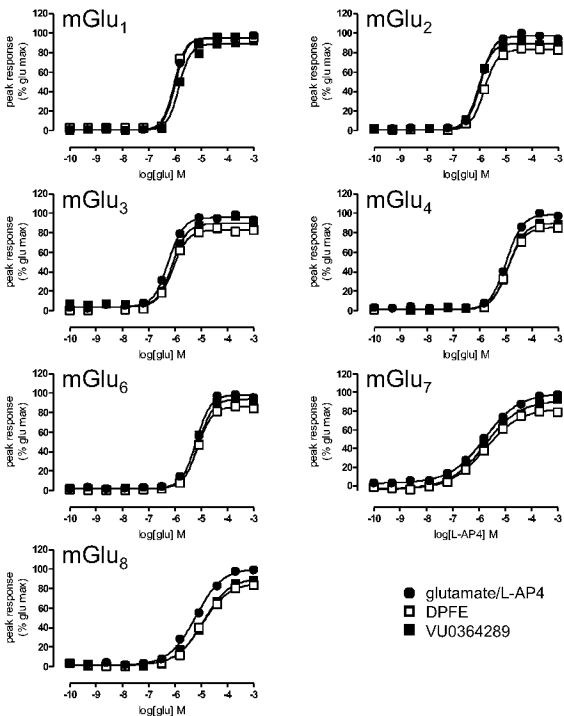 mGlu1
peak response
(% glu max)
120
100
80
60
40
20
0
-10 -9 -8 -7 -6 -5 -4 -3
log[glu] M
mGlu2
peak response
(% glu max)
120
100
80
60
40
20
0
-10 -9 -8 -7 -6 -5 -4 -3
log[glu] M
mGlu3
peak response
(% glu max)
120
100
80
60
40
20
0
-10 -9 -8 -7 -6 -5 -4 -3
log[glu] M
mGlu4
peak response
(% glu max)
120
100
80
60
40
20
0
-10 -9 -8 -7 -6 -5 -4 -3
log[glu] M
mGlu6
peak response
(% glu max)
120
100
80
60
40
20
0
-10 -9 -8 -7 -6 -5 -4 -3
log[glu] M
mGlu7
peak response
(% glu max)
120
100
80
60
40
20
0
-10 -9 -8 -7 -6 -5 -4 -3
log[L-AP4] M
mGlu8
peak response
(% glu max)
120
100
80
60
40
20
0
-10 -9 -8 -7 -6 -5 -4 -3
log[glu] M
glutamate/L-AP4
DPFE
VU0364289